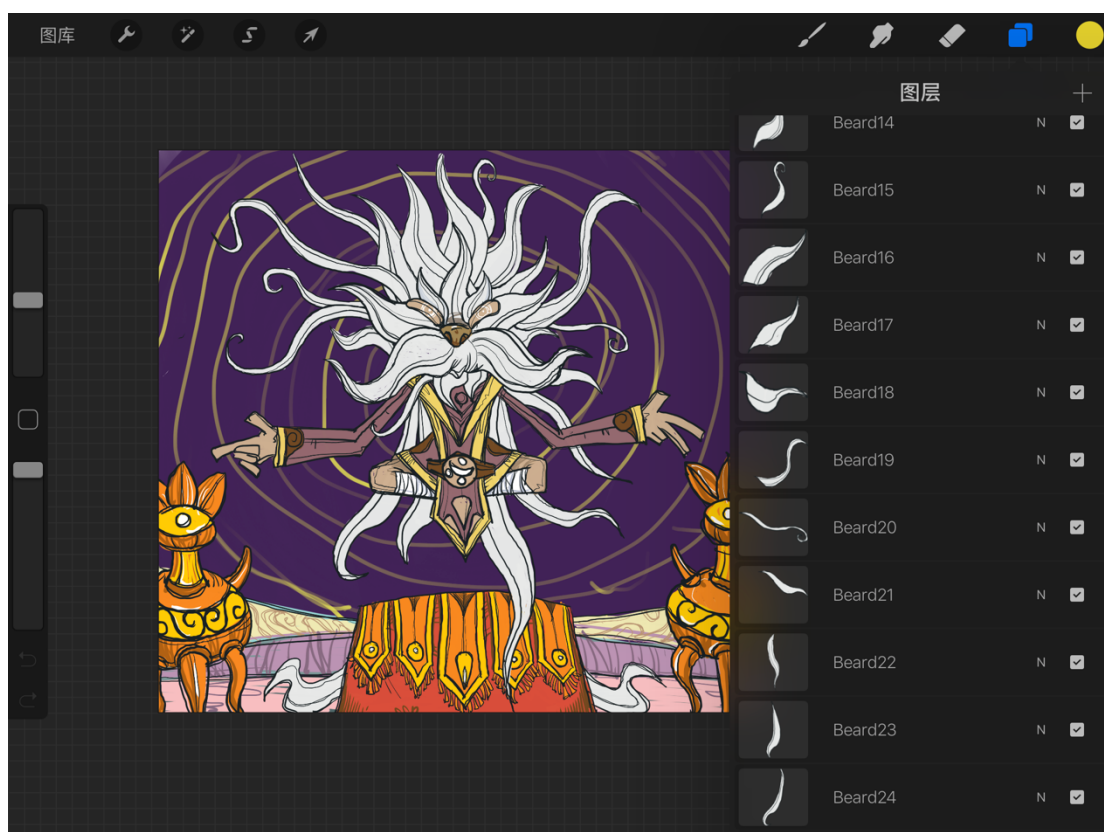 图库
图层
Beard14 N
Beard15 N
Beard16 N
Beard17 N
Beard18 N
Beard19 N
Beard20 N
Beard21 N
Beard22 N
Beard23 N
Beard24 N